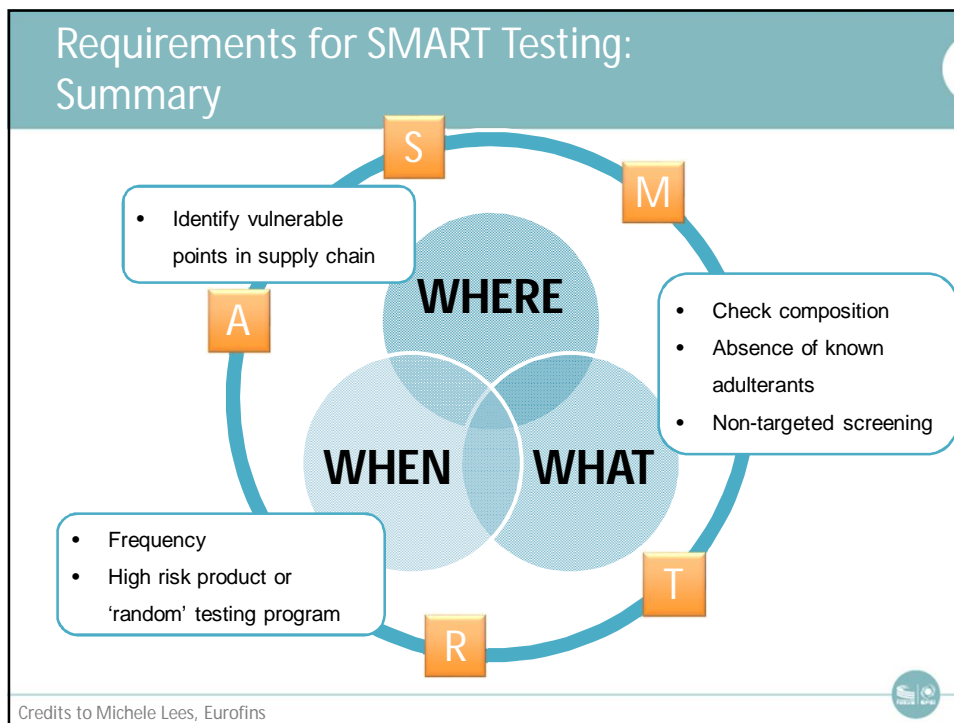 Requirements for SMART Testing:
Summary
S
M
A
R
T
• Identify vulnerable
points in supply chain
WHERE
• Check composition
• Absence of known
adulterants
• Non-targeted screening
WHEN
WHAT
• Frequency
• High risk product or
‘random’ testing program
Credits to Michele Lees, Eurofins